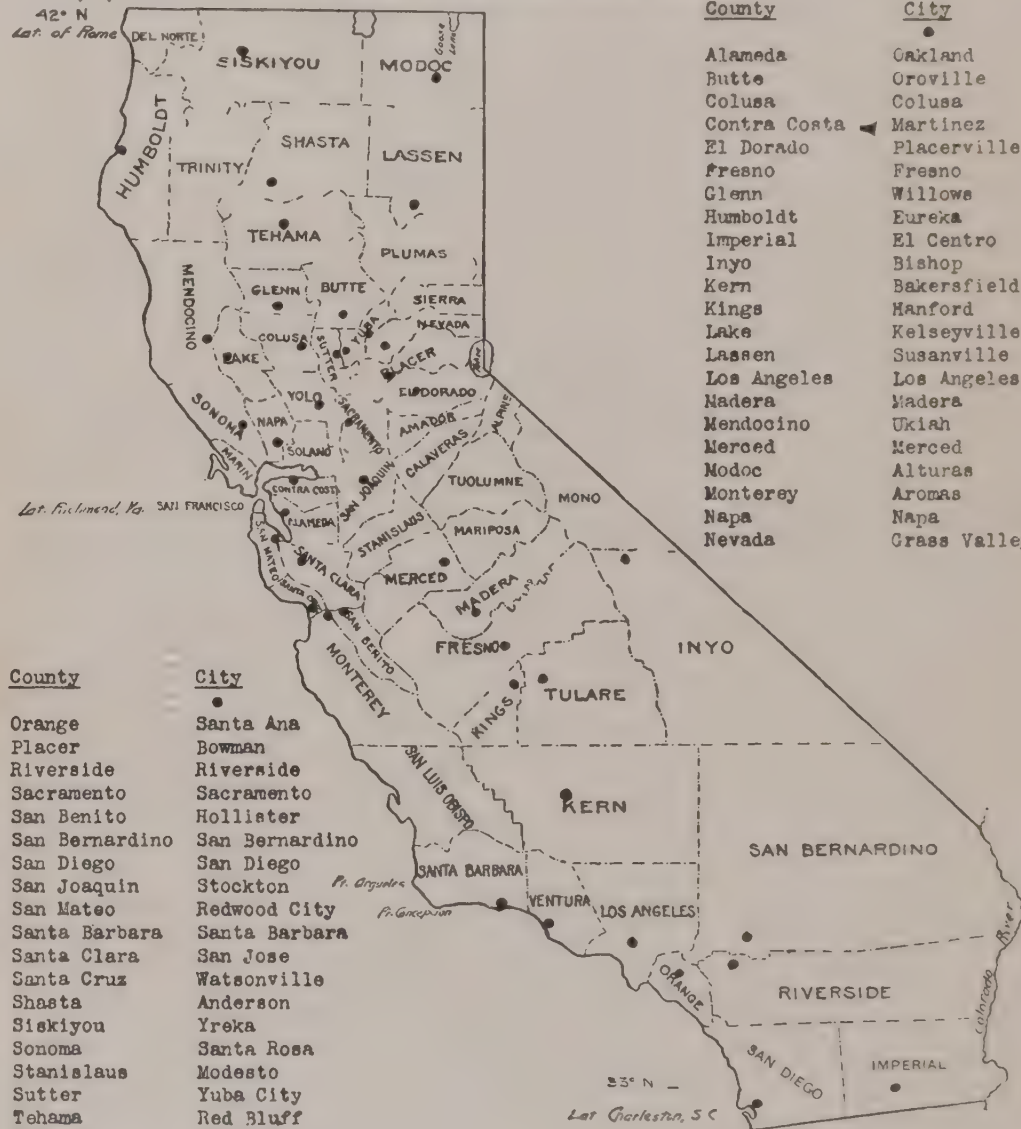 42° N
Lat. of Rome
DEL NORTE
SISKIYOU
MODOC
Goose
Lake
HUMBOLDT
TRINITY
SHASTA
LASSEN
TEHAMA
PLUMAS
MENDOCINO
GLENN
BUTTE
SIERRA
NEVADA
YUBA
COLUSA
SUTTER
LAKE
PLACER
YOLO
SACRAMENTO
ELDORADO
SONOMA
NAPA
AMADOR
ALPINE
SOLANO
CALAVERAS
MARIN
SAN JOAQUIN
TUOLUMNE
MONO
CONTRA COSTA
Lat. Richmond, Va.
SAN FRANCISCO
ALAMEDA
STANISLAUS
MARIPOSA
SAN MATEO
SANTA CLARA
MERCED
MADERA
SANTA CRUZ
SAN BENITO
FRESNO
INYO
MONTEREY
KINGS
TULARE
SAN LUIS OBISPO
KERN
SAN BERNARDINO
SANTA BARBARA
Pt. Arguello
Pt. Concepcion
VENTURA
LOS ANGELES
ORANGE
RIVERSIDE
Colorado River
SAN DIEGO
IMPERIAL
33° N
Lat Charleston, S C
County City
Alameda Oakland
Butte Oroville
Colusa Colusa
Contra Costa Martinez
El Dorado Placerville
Fresno Fresno
Glenn Willows
Humboldt Eureka
Imperial El Centro
Inyo Bishop
Kern Bakersfield
Kings Hanford
Lake Kelseyville
Lassen Susanville
Los Angeles Los Angeles
Madera Madera
Mendocino Ukiah
Merced Merced
Modoc Alturas
Monterey Aromas
Napa Napa
Nevada Grass Valle
County City
Orange Santa Ana
Placer Bowman
Riverside Riverside
Sacramento Sacramento
San Benito Hollister
San Bernardino San Bernardino
San Diego San Diego
San Joaquin Stockton
San Mateo Redwood City
Santa Barbara Santa Barbara
Santa Clara San Jose
Santa Cruz Watsonville
Shasta Anderson
Siskiyou Yreka
Sonoma Santa Rosa
Stanislaus Modesto
Sutter Yuba City
Tehama Red Bluff